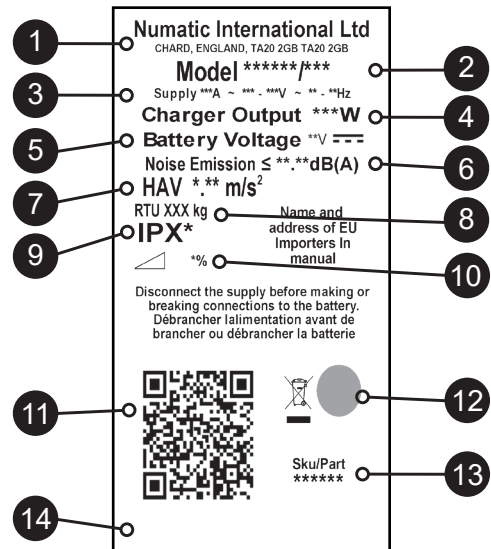 Numatic International Ltd
CHARD, ENGLAND, TA20 2GB TA20 2GB
1
Model ******/***
2
3
Supply ***A ~ *** - ***V ~ ** - **Hz
Charger Output ***W
4
5
Battery Voltage **V
Noise Emission ≤ **.**dB(A)
6
7
HAV *.** m/s²
RTU XXX kg
8
9
IPX*
Name and
address of EU
Importers In
manual
*%
10
Disconnect the supply before making or
breaking connections to the battery.
Débrancher lalimentation avant de
brancher ou débrancher la batterie
11
12
Sku/Part
******
13
14